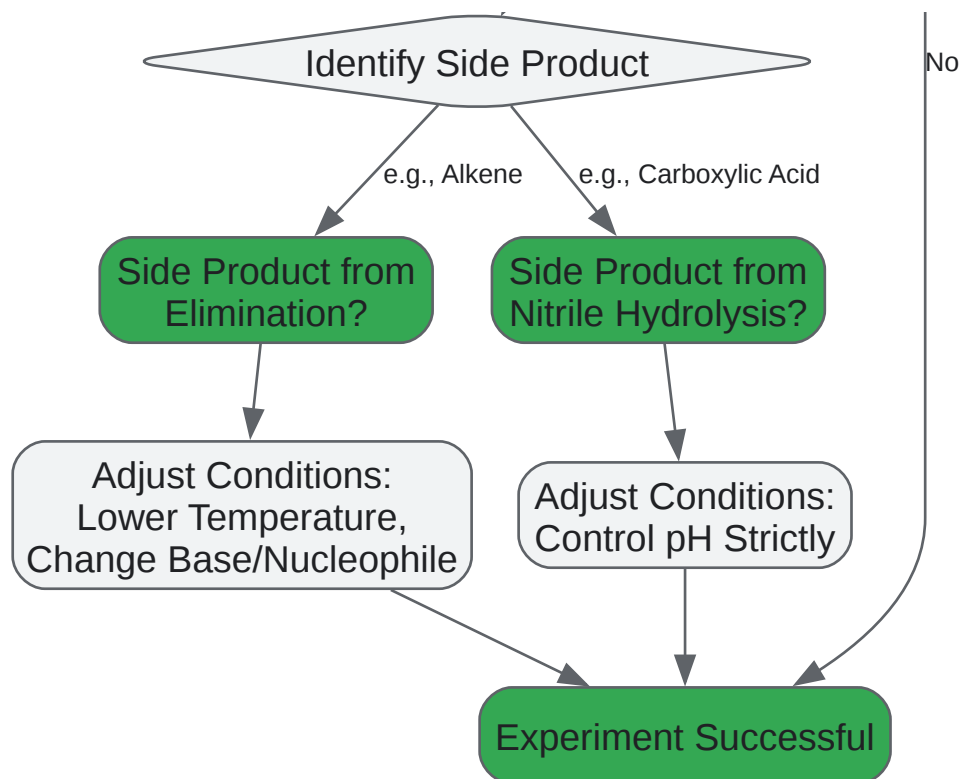 Identify Side Product
No
e.g., Alkene
e.g., Carboxylic Acid
Side Product from
Elimination?
Side Product from
Nitrile Hydrolysis?
Adjust Conditions:
Lower Temperature,
Change Base/Nucleophile
Adjust Conditions:
Control pH Strictly
Experiment Successful